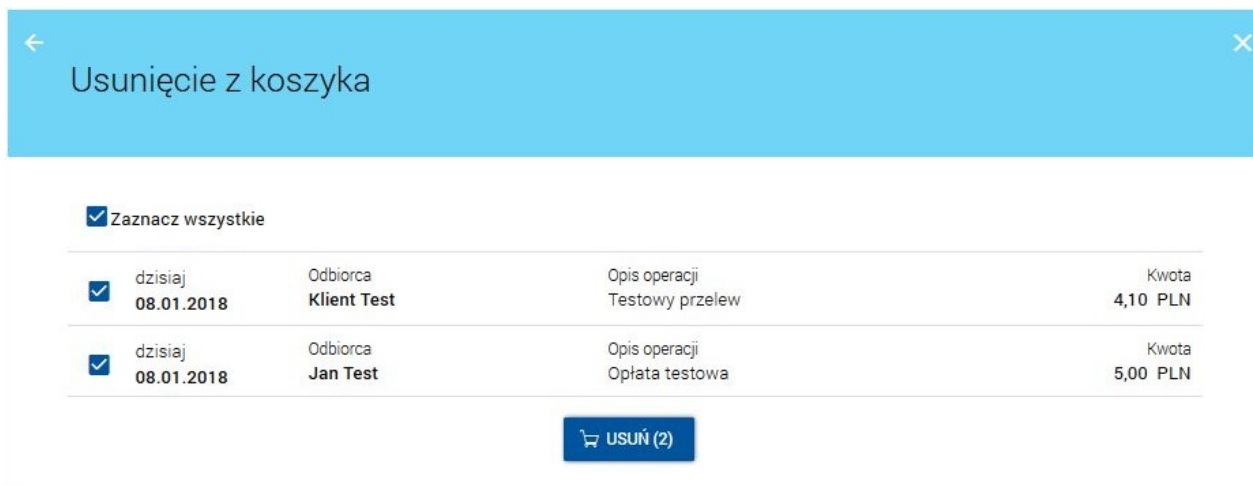 Usunięcie z koszyka
Zaznacz wszystkie
dzisiaj Odbiorca Opis operacji Kwota
08.01.2018 Klient Test Testowy przelew 4,10 PLN
dzisiaj Odbiorca Opis operacji Kwota
08.01.2018 Jan Test Opłata testowa 5,00 PLN
USUŃ (2)